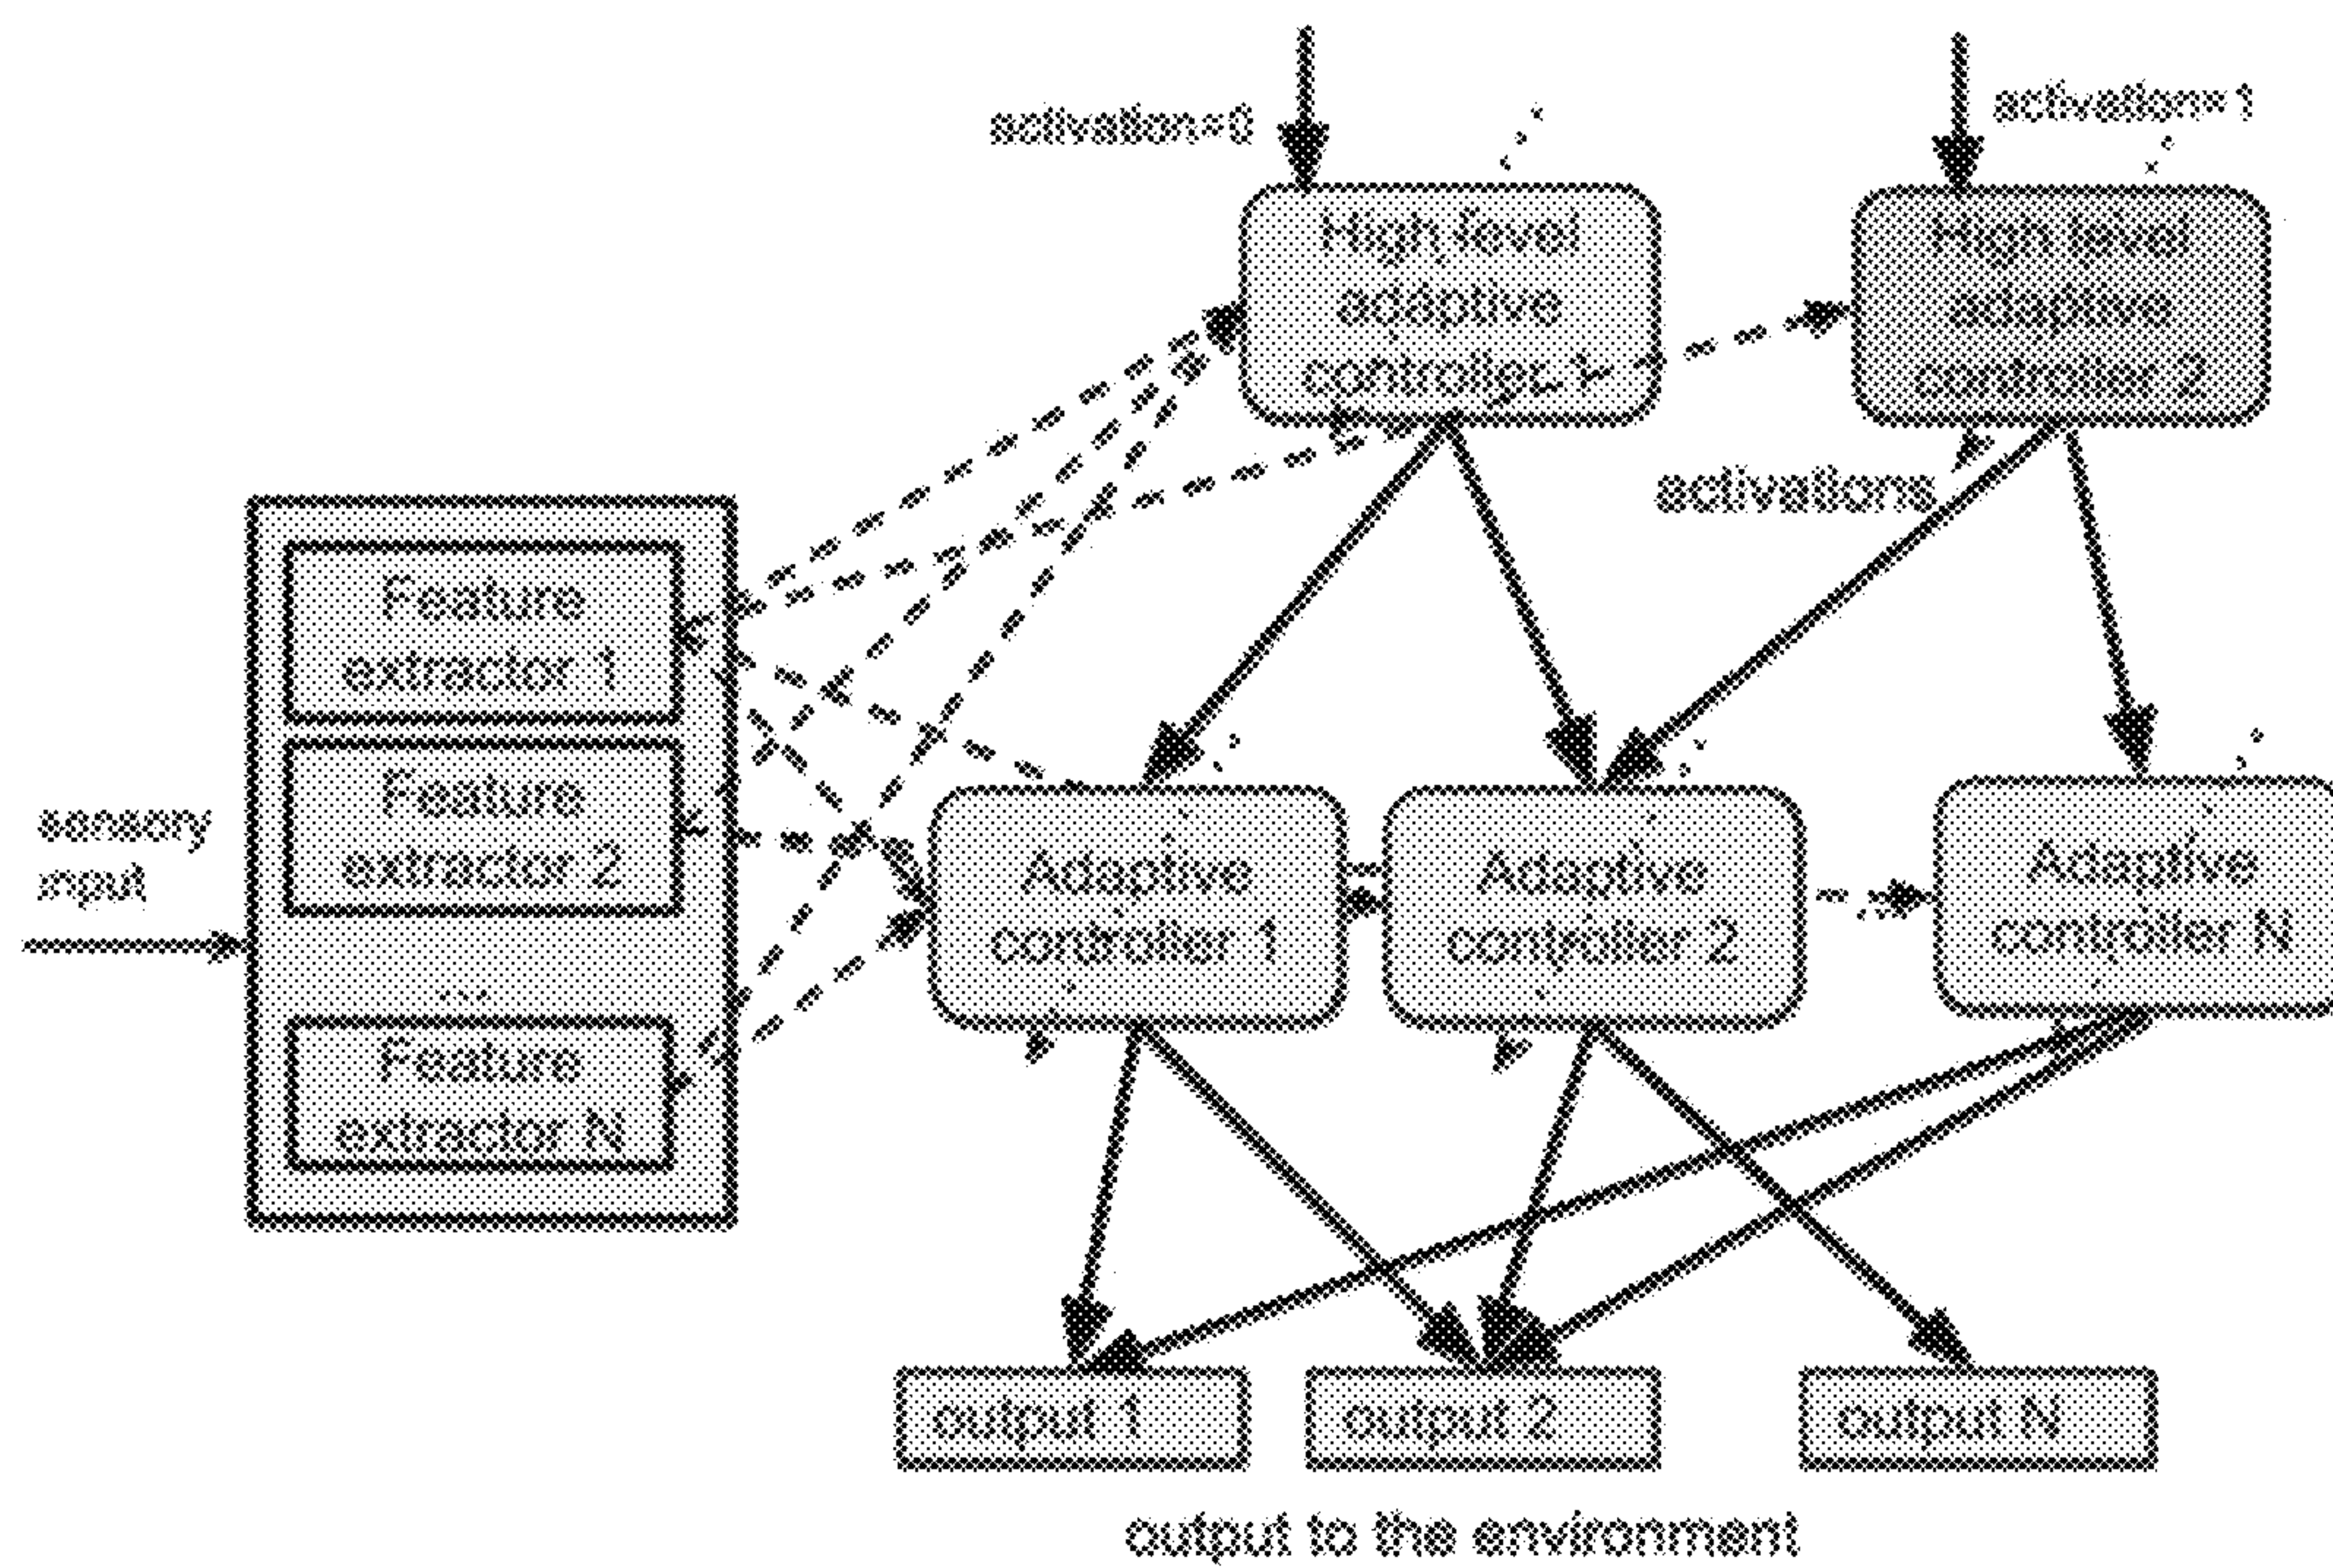 activation=0
activation=1
High level
adaptive
controller 1
High level
adaptive
controller 2
activations
Feature
extractor 1
Feature
extractor 2
...
Feature
extractor N
sensory
input
Adaptive
controller 1
Adaptive
controller 2
Adaptive
controller N
output 1
output 2
output N
output to the environment